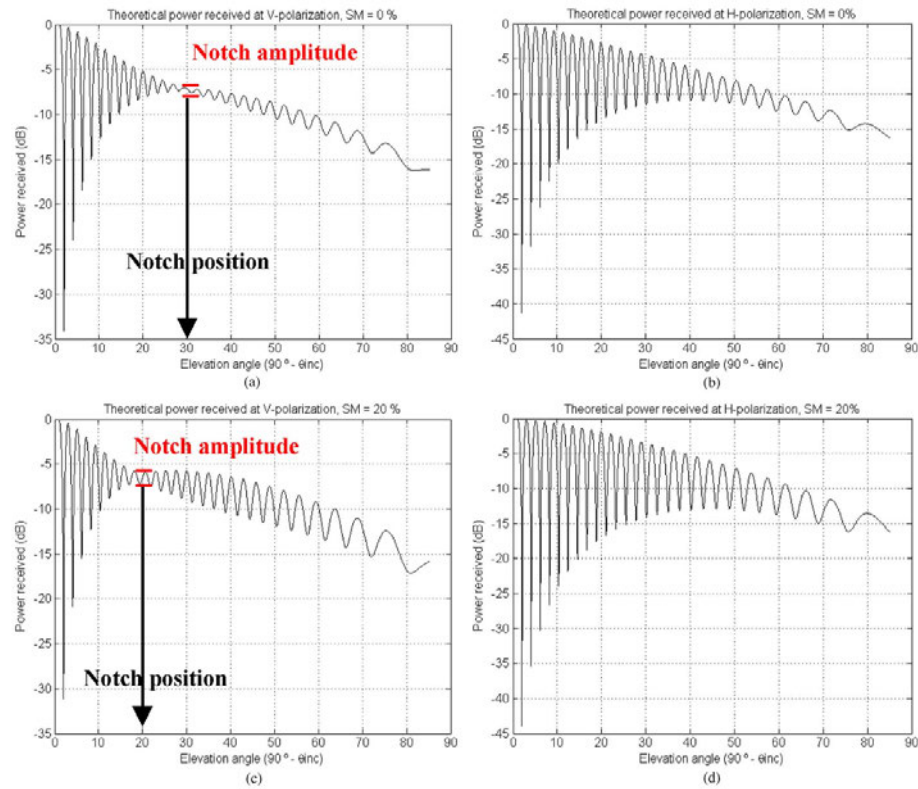 Theoretical power received at V-polarization, SM = 0 %
Notch amplitude
Notch position
Power received (dB)
0
-5
-10
-15
-20
-25
-30
-35
0 10 20 30 40 50 60 70 80 90
Elevation angle (90 º - θinc)
(a)
Theoretical power received at H-polarization, SM = 0%
Power received [dB]
0
-5
-10
-15
-20
-25
-30
-35
-40
-45
0 10 20 30 40 50 60 70 80 90
Elevation angle (90 º - θinc)
(b)
Theoretical power received at V-polarization, SM = 20 %
Notch amplitude
Notch position
Power received (dB)
0
-5
-10
-15
-20
-25
-30
-35
0 10 20 30 40 50 60 70 80 90
Elevation angle (90 º - θinc)
(c)
Theoretical power received at H-polarization, SM = 20%
Power received (dB)
0
-5
-10
-15
-20
-25
-30
-35
-40
-45
0 10 20 30 40 50 60 70 80 90
Elevation angle (90 º - θinc)
(d)